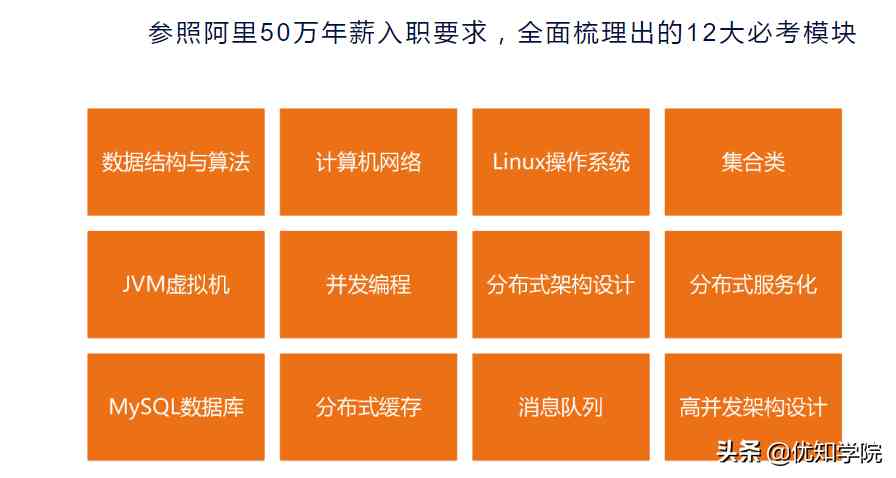 参照阿里50万年薪入职要求，全面梳理出的12大必考模块
数据结构与算法
计算机网络
Linux操作系统
集合类
JVM虚拟机
并发编程
分布式架构设计
分布式服务化
MySQL数据库
分布式缓存
消息队列
高并发架构设计
头条 @优知学院